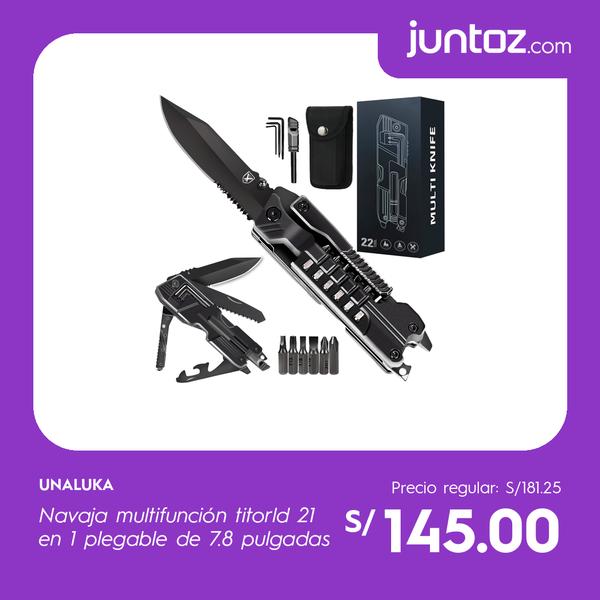 juntoz.com
MULTI KNIFE
22
UNALUKA
Precio regular: S/181.25
Navaja multifunción titorld 21
en 1 plegable de 7.8 pulgadas
S/145.00